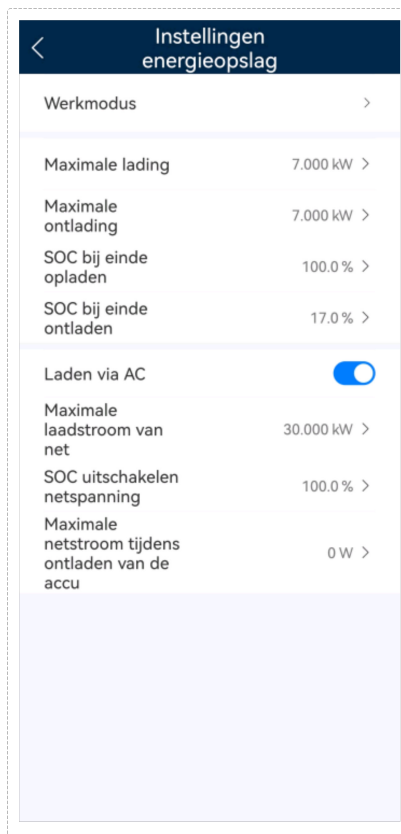 Instellingen
energieopslag
Werkmodus
Maximale lading 7.000 kW
Maximale
ontlading
7.000 kW
SOC bij einde
opladen
100.0 %
SOC bij einde
ontladen
17.0 %
Laden via AC
Maximale
laadstroom van
net
30.000 kW
SOC uitschakelen
netspanning
100.0 %
Maximale
netstroom tijdens
ontladen van de
accu
0 W